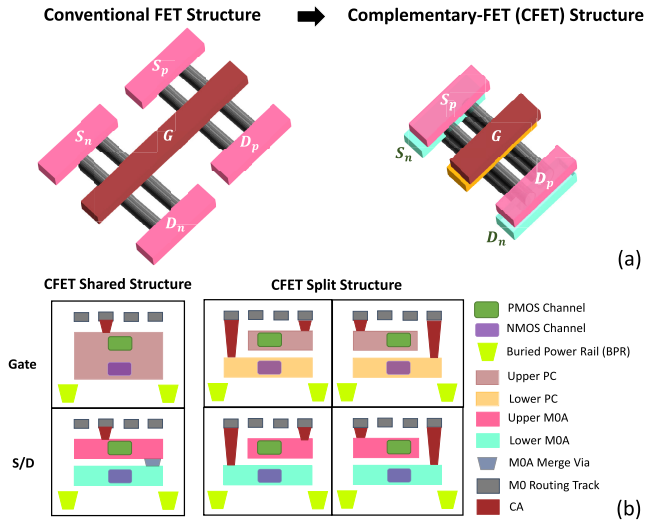 Conventional FET Structure
Complementary-FET (CFET) Structure
Sp
Sn
G
Dp
Dn
Sp
Sn
G
Dp
Dn
(a)
CFET Shared Structure
CFET Split Structure
Gate
S/D
PMOS Channel
NMOS Channel
Buried Power Rail (BPR)
Upper PC
Lower PC
Upper M0A
Lower M0A
M0A Merge Via
M0 Routing Track
CA
(b)